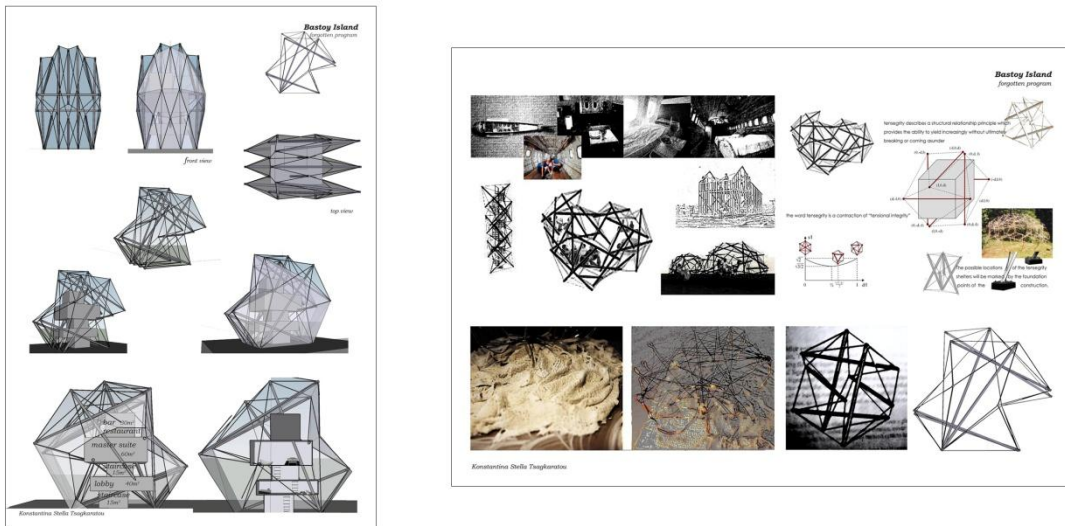 Bastoy Island
forgotten program
front view
top view
bar
restaurant
master suite
60m²
staircase
15m²
lobby 40m²
staircase
15m²
Konstantina Stella Tsagkaratou
Bastoy Island
forgotten program
tensegrity describes a structural relationship principle which
provides the ability to yield increasingly without ultimately
breaking or coming asunder
the word tensegrity is a contraction of "tensional integrity"
The possible locations of the tensegrity
shelters will be marked by the foundation
points of the construction.
Konstantina Stella Tsagkaratou